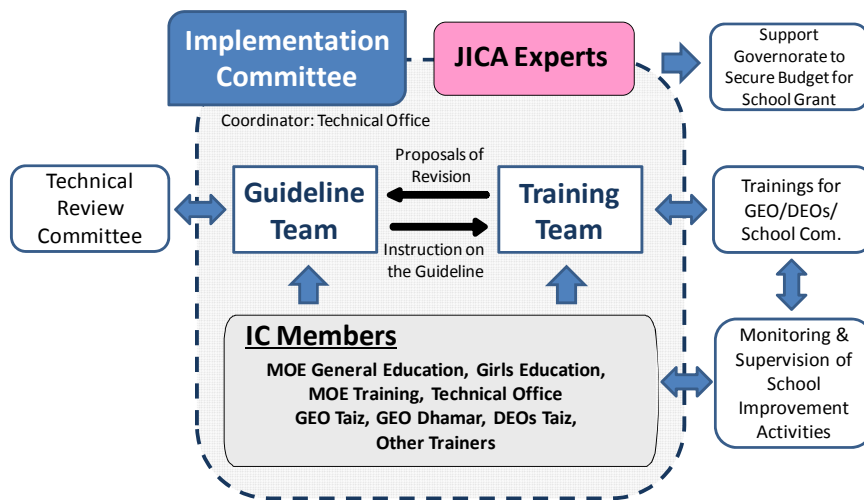 Implementation
Committee
JICA Experts
Support
Governorate to
Secure Budget for
School Grant
Coordinator: Technical Office
Technical
Review
Committee
Guideline
Team
Proposals of
Revision
Instruction on
the Guideline
Training
Team
Trainings for
GEO/DEOs/
School Com.
IC Members
MOE General Education, Girls Education,
MOE Training, Technical Office
GEO Taiz, GEO Dhamar, DEOs Taiz,
Other Trainers
Monitoring &
Supervision of
School
Improvement
Activities